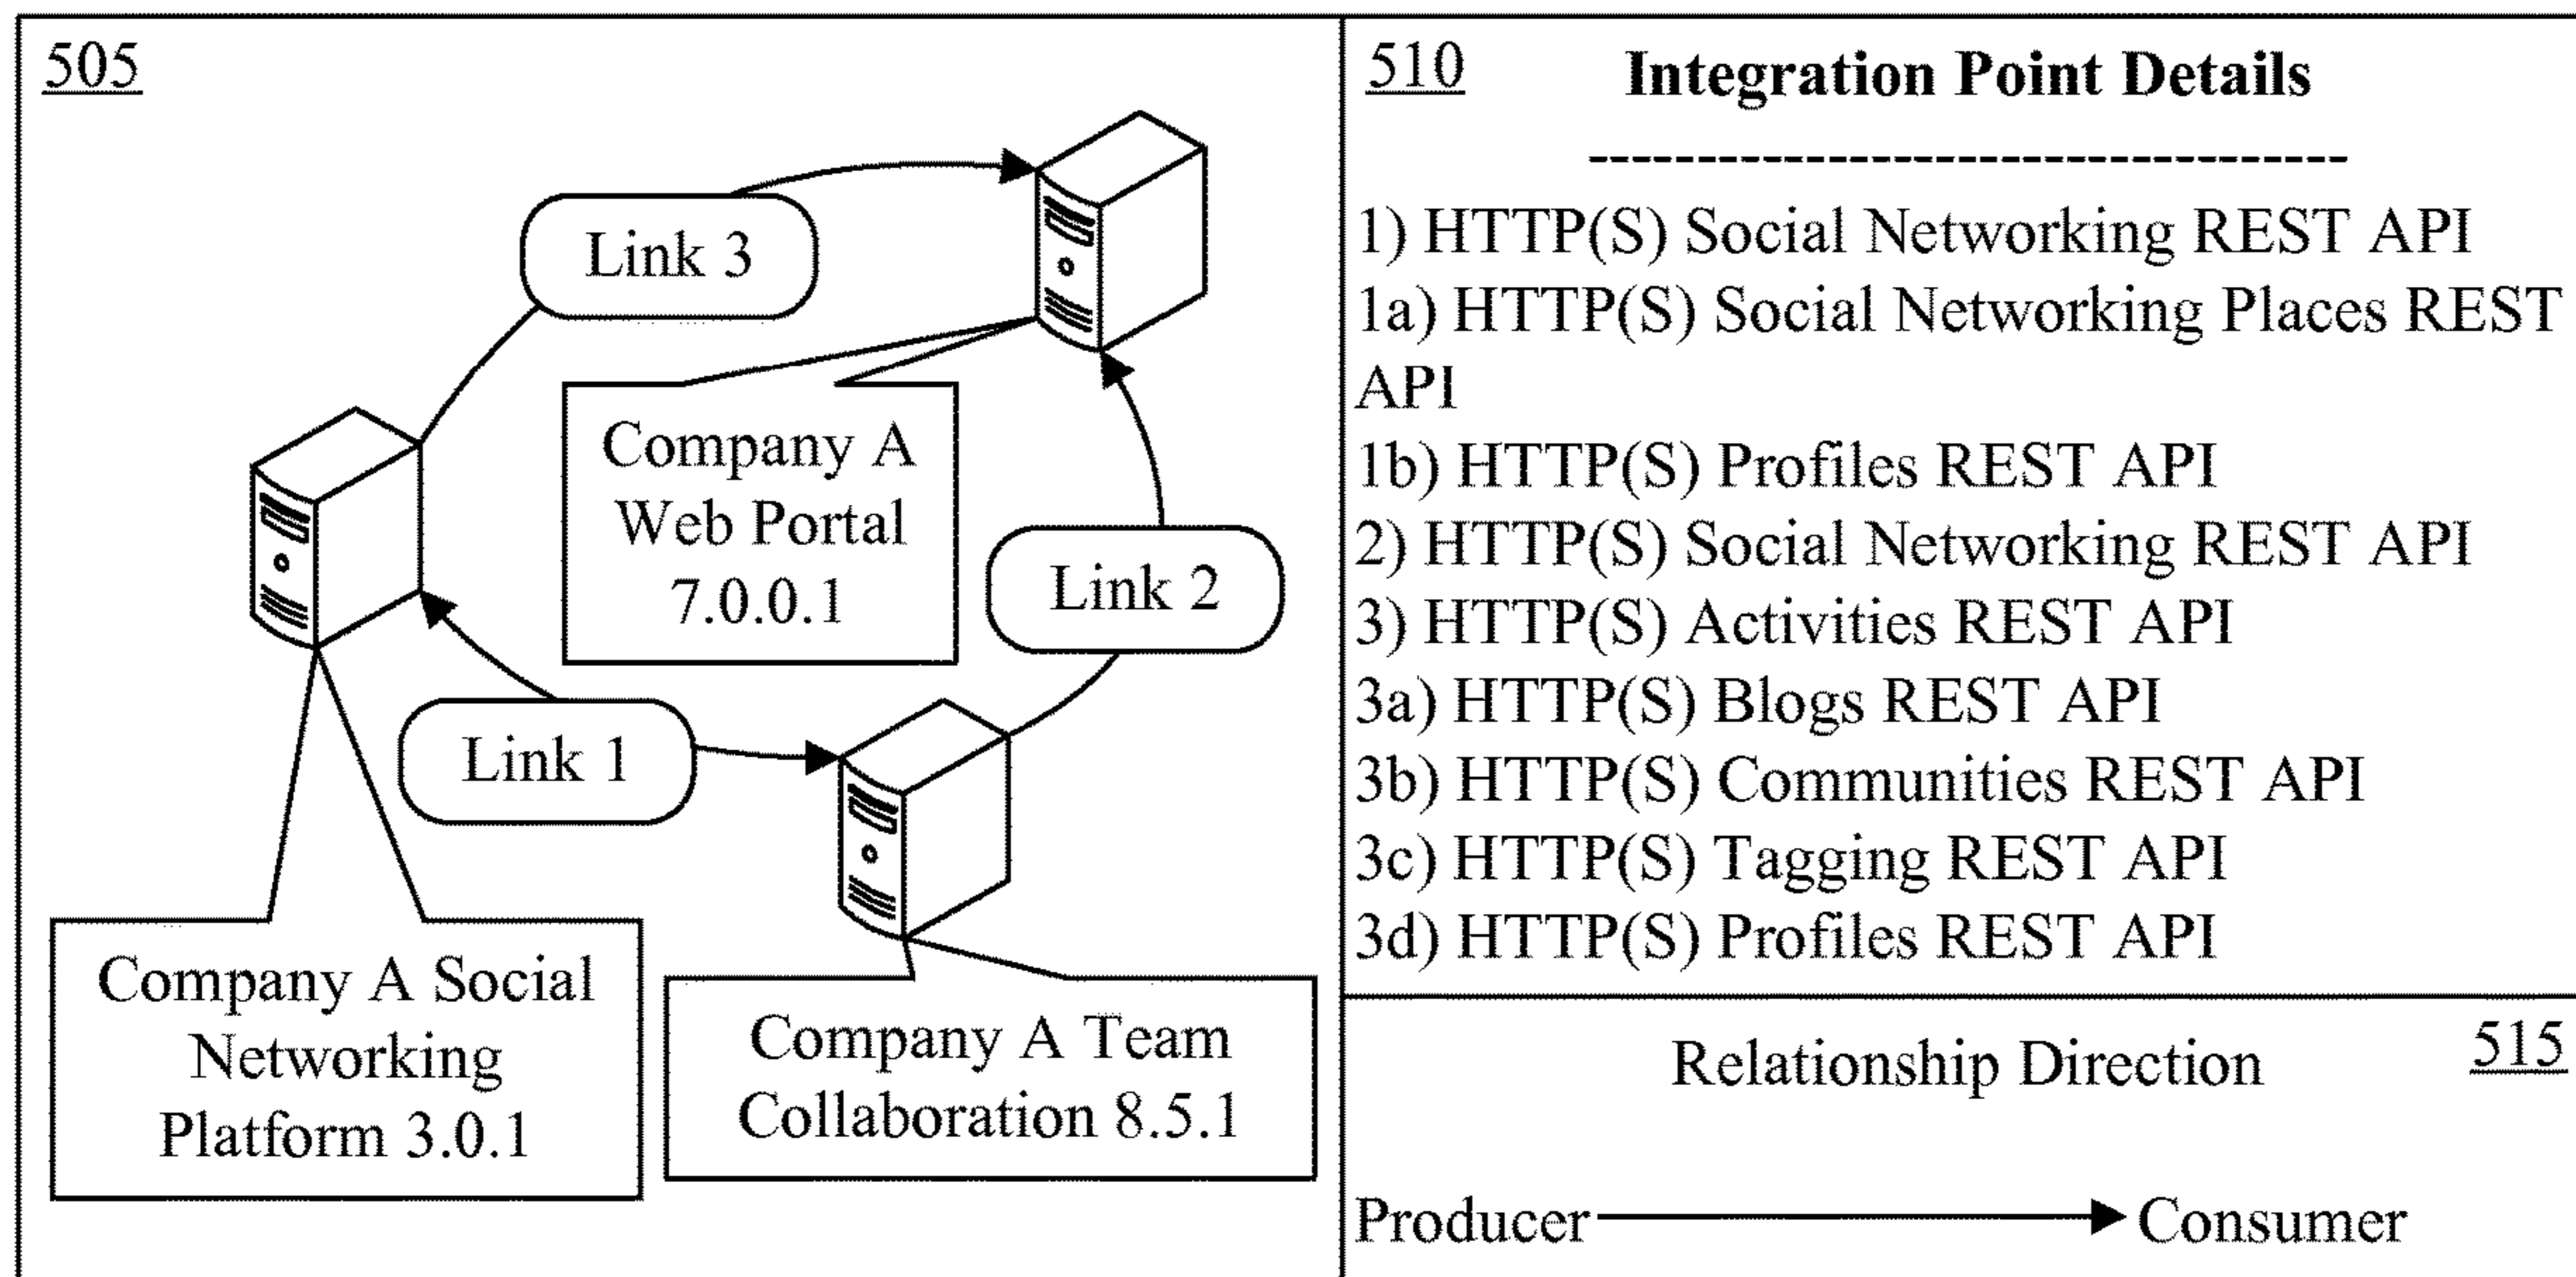 505
Link 3
Company A
Web Portal
7.0.0.1
Link 2
Link 1
Company A Social
Networking
Platform 3.0.1
Company A Team
Collaboration 8.5.1
510
Integration Point Details
--------------------------------
1) HTTP(S) Social Networking REST API
1a) HTTP(S) Social Networking Places REST
API
1b) HTTP(S) Profiles REST API
2) HTTP(S) Social Networking REST API
3) HTTP(S) Activities REST API
3a) HTTP(S) Blogs REST API
3b) HTTP(S) Communities REST API
3c) HTTP(S) Tagging REST API
3d) HTTP(S) Profiles REST API
Relationship Direction
515
Producer
Consumer